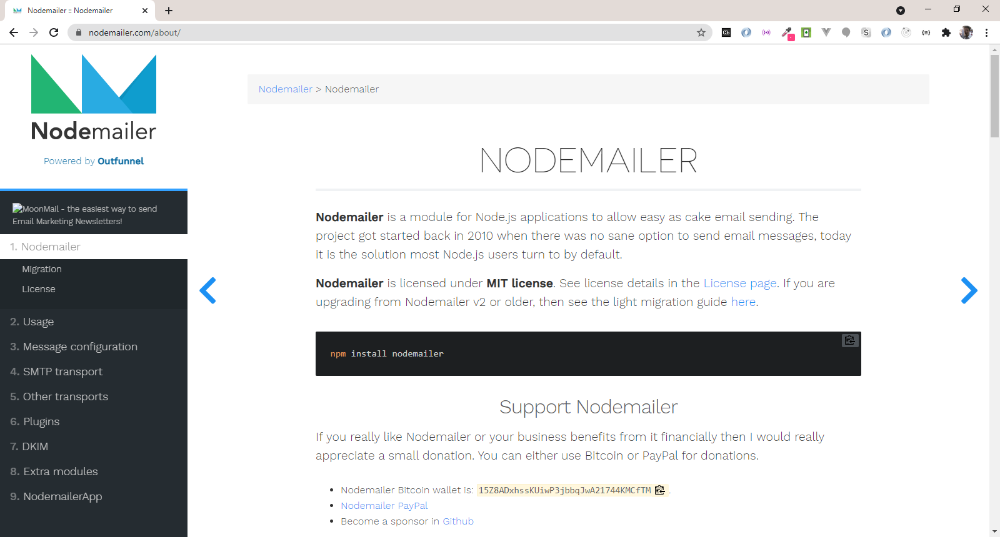 Nodemailer :: Nodemailer
nodemailer.com/about/
Nodemailer
Powered by Outfunnel
MoonMail - the easiest way to send
Email Marketing Newsletters!
1. Nodemailer
Migration
License
2. Usage
3. Message configuration
4. SMTP transport
5. Other transports
6. Plugins
7. DKIM
8. Extra modules
9. NodemailerApp
Nodemailer > Nodemailer
NODEMAILER
Nodemailer is a module for Node.js applications to allow easy as cake email sending. The
project got started back in 2010 when there was no sane option to send email messages, today
it is the solution most Node.js users turn to by default.
Nodemailer is licensed under MIT license. See license details in the License page. If you are
upgrading from Nodemailer v2 or older, then see the light migration guide here.
npm install nodemailer
Support Nodemailer
If you really like Nodemailer or your business benefits from it financially then I would really
appreciate a small donation. You can either use Bitcoin or PayPal for donations.
• Nodemailer Bitcoin wallet is: 15Z8ADxhssKUiwP3jbbqJwA21744KMCfTM .
• Nodemailer PayPal
• Become a sponsor in Github